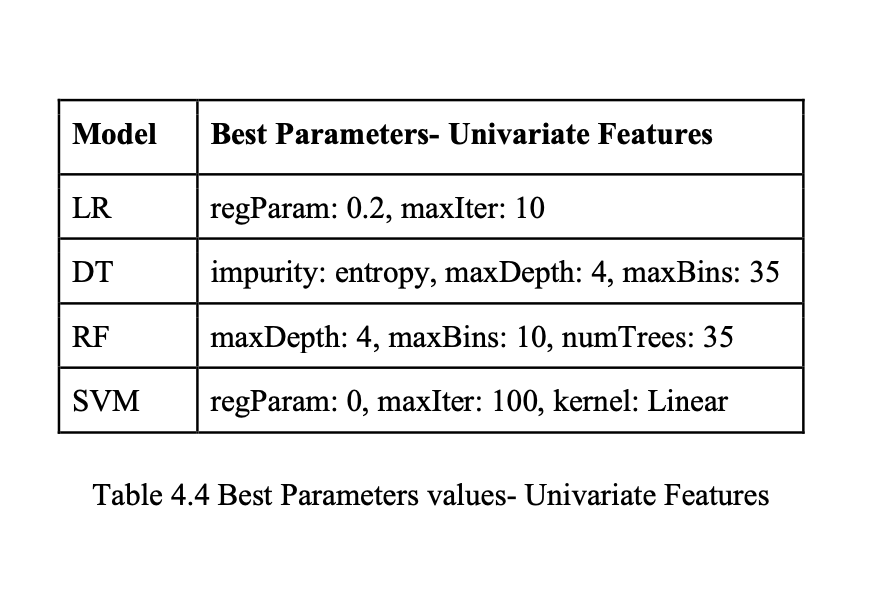 Model Best Parameters- Univariate Features
LR regParam: 0.2, maxIter: 10
DT impurity: entropy, maxDepth: 4, maxBins: 35
RF maxDepth: 4, maxBins: 10, numTrees: 35
SVM regParam: 0, maxIter: 100, kernel: Linear
Table 4.4 Best Parameters values- Univariate Features